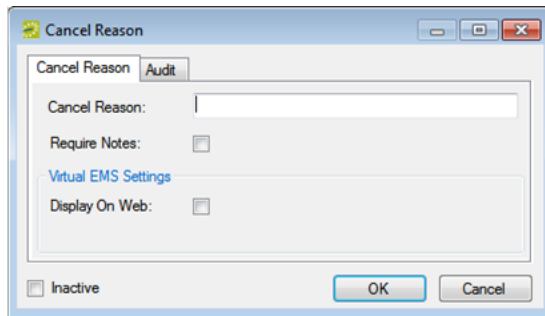 Cancel Reason
Cancel Reason Audit
Cancel Reason:
Require Notes:
Virtual EMS Settings
Display On Web:
Inactive OK Cancel